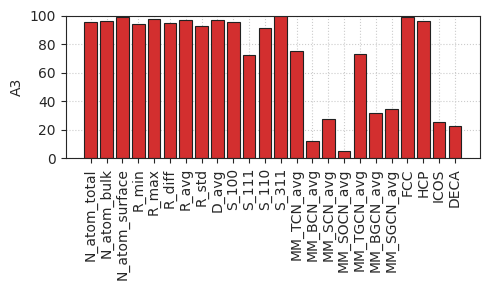 A3
100
80
60
40
20
0
N_atom_total
N_atom_bulk
N_atom_surface
R_min
R_max
R_diff
R_avg
R_std
D_avg
S_100
S_111
S_110
S_311
MM_TCN_avg
MM_BCN_avg
MM_SCN_avg
MM_SOCN_avg
MM_TGCN_avg
MM_BGCN_avg
MM_SGCN_avg
FCC
HCP
ICOS
DECA